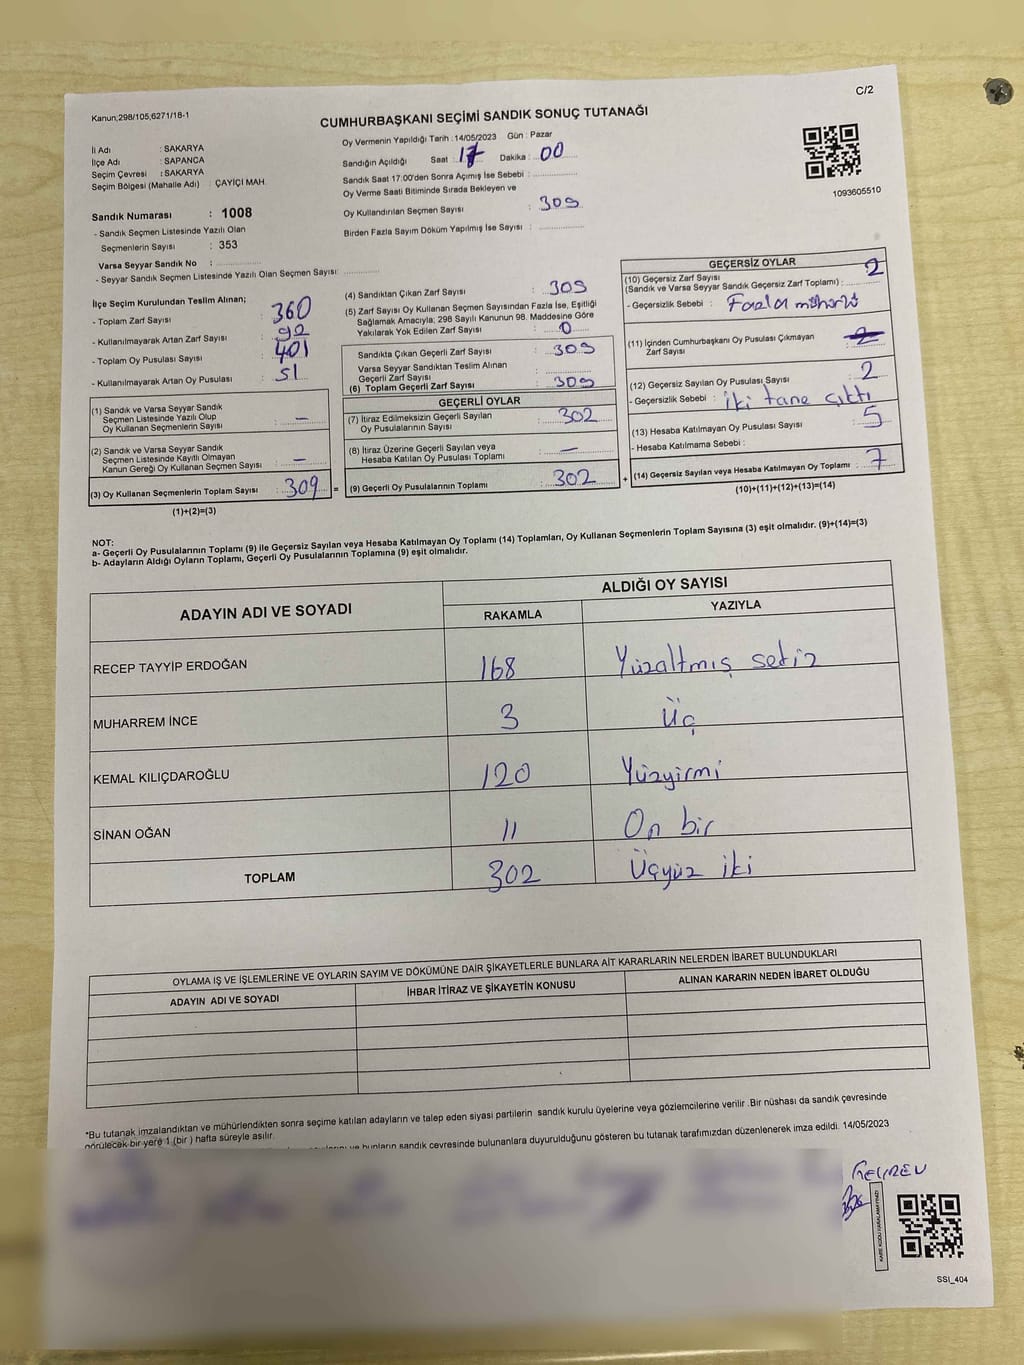 C/2
Kanun;298/105;6271/18-1
CUMHURBAŞKANI SEÇİMİ SANDIK SONUÇ TUTANAĞI
İl Adı : SAKARYA
İlçe Adı : SAPANCA
Seçim Çevresi : SAKARYA
Seçim Bölgesi (Mahalle Adı) : ÇAYİÇİ MAH.
Oy Vermenin Yapıldığı Tarih : 14/05/2023 Gün : Pazar
Sandığın Açıldığı Saat : 17 Dakika : 00
Sandık Saat 17:00'den Sonra Açımış İse Sebebi :
Oy Verme Saati Bitiminde Sırada Bekleyen ve
Oy Kullandırılan Seçmen Sayısı : 309
Birden Fazla Sayım Döküm Yapılmış İse Sayısı :
1093605510
Sandık Numarası : 1008
- Sandık Seçmen Listesinde Yazılı Olan
Seçmenlerin Sayısı : 353
Varsa Seyyar Sandık No :
- Seyyar Sandık Seçmen Listesinde Yazılı Olan Seçmen Sayısı:
İlçe Seçim Kurulundan Teslim Alınan;
- Toplam Zarf Sayısı : 360
- Kullanılmayarak Artan Zarf Sayısı : 92
- Toplam Oy Pusulası Sayısı : 401
- Kullanılmayarak Artan Oy Pusulası : 51
(1) Sandık ve Varsa Seyyar Sandık
Seçmen Listesinde Yazılı Olup
Oy Kullanan Seçmenlerin Sayısı : —
(2) Sandık ve Varsa Seyyar Sandık
Seçmen Listesinde Kayıtlı Olmayan
Kanun Gereği Oy Kullanan Seçmen Sayısı : —
(3) Oy Kullanan Seçmenlerin Toplam Sayısı : 309 =
(1)+(2)=(3)
(4) Sandıktan Çıkan Zarf Sayısı : 309
(5) Zarf Sayısı Oy Kullanan Seçmen Sayısından Fazla İse, Eşitliği
Sağlamak Amacıyla; 298 Sayılı Kanunun 98. Maddesine Göre
Yakılarak Yok Edilen Zarf Sayısı : 0
Sandıkta Çıkan Geçerli Zarf Sayısı : 309
Varsa Seyyar Sandıktan Teslim Alınan
Geçerli Zarf Sayısı :
(6) Toplam Geçerli Zarf Sayısı : 309
GEÇERLİ OYLAR
(7) İtiraz Edilmeksizin Geçerli Sayılan
Oy Pusulalarının Sayısı : 302
(8) İtiraz Üzerine Geçerli Sayılan veya
Hesaba Katılan Oy Pusulası Toplamı : —
(9) Geçerli Oy Pusulalarının Toplamı : 302 +
GEÇERSİZ OYLAR
(10) Geçersiz Zarf Sayısı
(Sandık ve Varsa Seyyar Sandık Geçersiz Zarf Toplamı) : 2
- Geçersizlik Sebebi : Fazla mühürlü
(11) İçinden Cumhurbaşkanı Oy Pusulası Çıkmayan
Zarf Sayısı : 2
(12) Geçersiz Sayılan Oy Pusulası Sayısı : 2
- Geçersizlik Sebebi : iki tane çıktı
(13) Hesaba Katılmayan Oy Pusulası Sayısı : 5
- Hesaba Katılmama Sebebi :
(14) Geçersiz Sayılan veya Hesaba Katılmayan Oy Toplamı : 7
(10)+(11)+(12)+(13)=(14)
NOT:
a- Geçerli Oy Pusulalarının Toplamı (9) ile Geçersiz Sayılan veya Hesaba Katılmayan Oy Toplamı (14) Toplamları, Oy Kullanan Seçmenlerin Toplam Sayısına (3) eşit olmalıdır. (9)+(14)=(3)
b- Adayların Aldığı Oyların Toplamı, Geçerli Oy Pusulalarının Toplamına (9) eşit olmalıdır.
ADAYIN ADI VE SOYADI
ALDIĞI OY SAYISI
RAKAMLA YAZIYLA
RECEP TAYYİP ERDOĞAN 168 Yüzaltmış sekiz
MUHARREM İNCE 3 Üç
KEMAL KILIÇDAROĞLU 120 Yüzyirmi
SİNAN OĞAN 11 On bir
TOPLAM 302 Üçyüz iki
OYLAMA İŞ VE İŞLEMLERİNE VE OYLARIN SAYIM VE DÖKÜMÜNE DAİR ŞİKAYETLERLE BUNLARA AİT KARARLARIN NELERDEN İBARET BULUNDUKLARI
ADAYIN ADI VE SOYADI İHBAR İTİRAZ VE ŞİKAYETİN KONUSU ALINAN KARARIN NEDEN İBARET OLDUĞU
*Bu tutanak imzalandıktan ve mühürlendikten sonra seçime katılan adayların ve talep eden siyasi partilerin sandık kurulu üyelerine veya gözlemcilerine verilir .Bir nüshası da sandık çevresinde
görülecek bir yere 1 (bir ) hafta süreyle asılır.
ve bunların sandık çevresinde bulunanlara duyurulduğunu gösteren bu tutanak tarafımızdan düzenlenerek imza edildi. 14/05/2023
KARE KODU KARALAMAYINIZ!
SSI_404